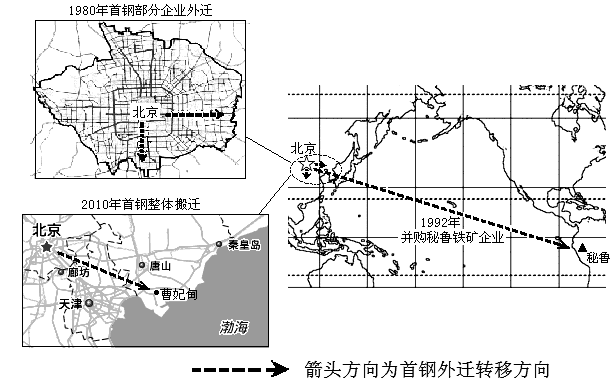 1980年首钢部分企业外迁
北京
北京
1992年
并购秘鲁铁矿企业
秘鲁
2010年首钢整体搬迁
北京
秦皇岛
廊坊
唐山
天津
曹妃甸
渤海
箭头方向为首钢外迁转移方向